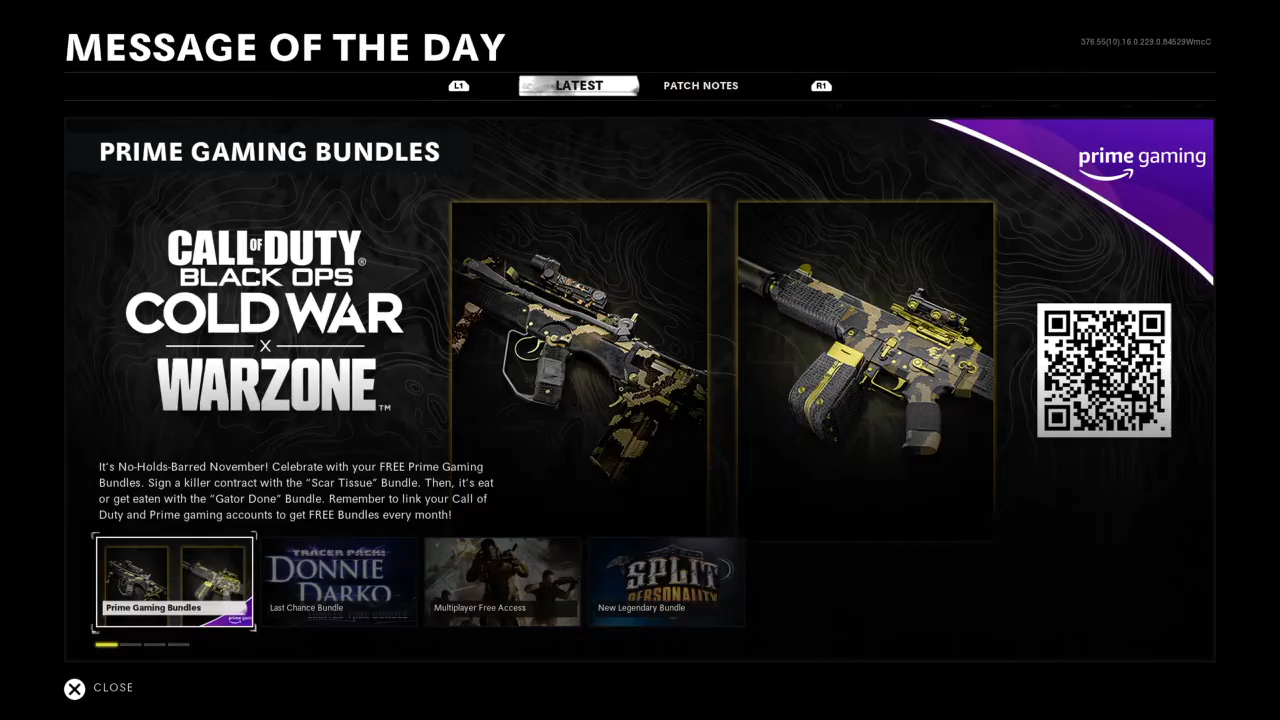 MESSAGE OF THE DAY
376.55(10).16.0.229.0.84529WmcC
L1
LATEST
PATCH NOTES
R1
PRIME GAMING BUNDLES
prime gaming
CALL OF DUTY®
BLACK OPS
COLD WAR
X
WARZONE™
It's No-Holds-Barred November! Celebrate with your FREE Prime Gaming
Bundles. Sign a killer contract with the “Scar Tissue” Bundle. Then, it's eat
or get eaten with the “Gator Done” Bundle. Remember to link your Call of
Duty and Prime gaming accounts to get FREE Bundles every month!
Prime Gaming Bundles
TRACER PACK:
DONNIE
DARKO
LIMITED TIME BUNDLE
Last Chance Bundle
Multiplayer Free Access
SPLIT
PERSONALITY
New Legendary Bundle
CLOSE